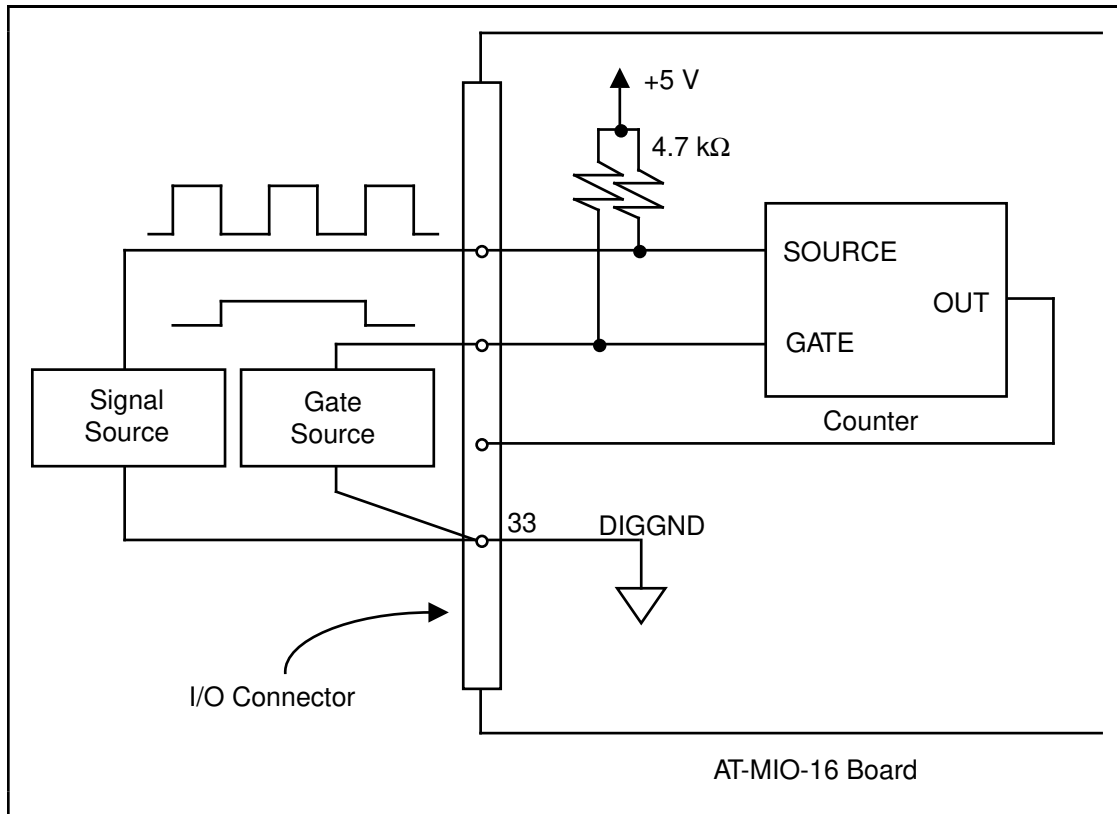 +5 V
4.7 kΩ
SOURCE
OUT
GATE
Signal
Source
Gate
Source
Counter
33
DIGGND
I/O Connector
AT-MIO-16 Board